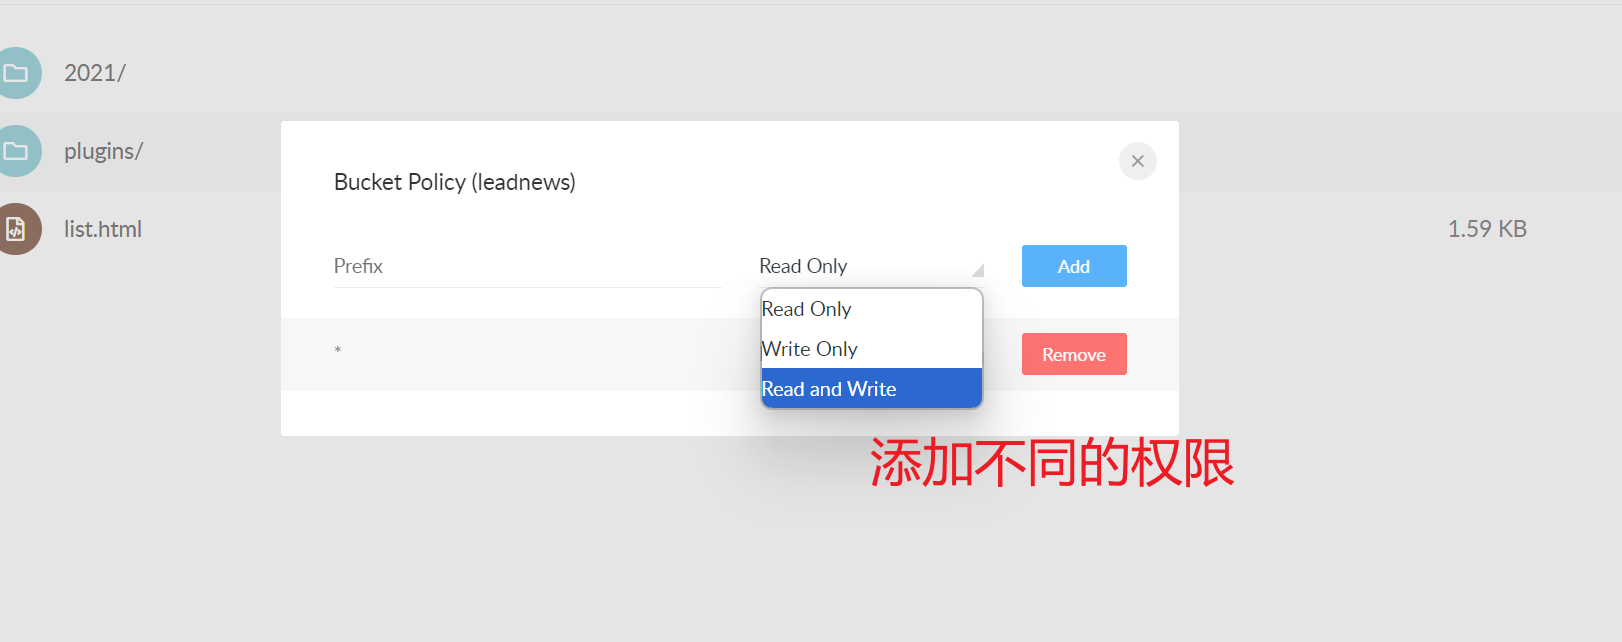 2021/
plugins/
list.html
1.59 KB
Bucket Policy (leadnews)
×
Prefix
Read Only
Add
Read Only
Write Only
Read and Write
*
Remove
添加不同的权限